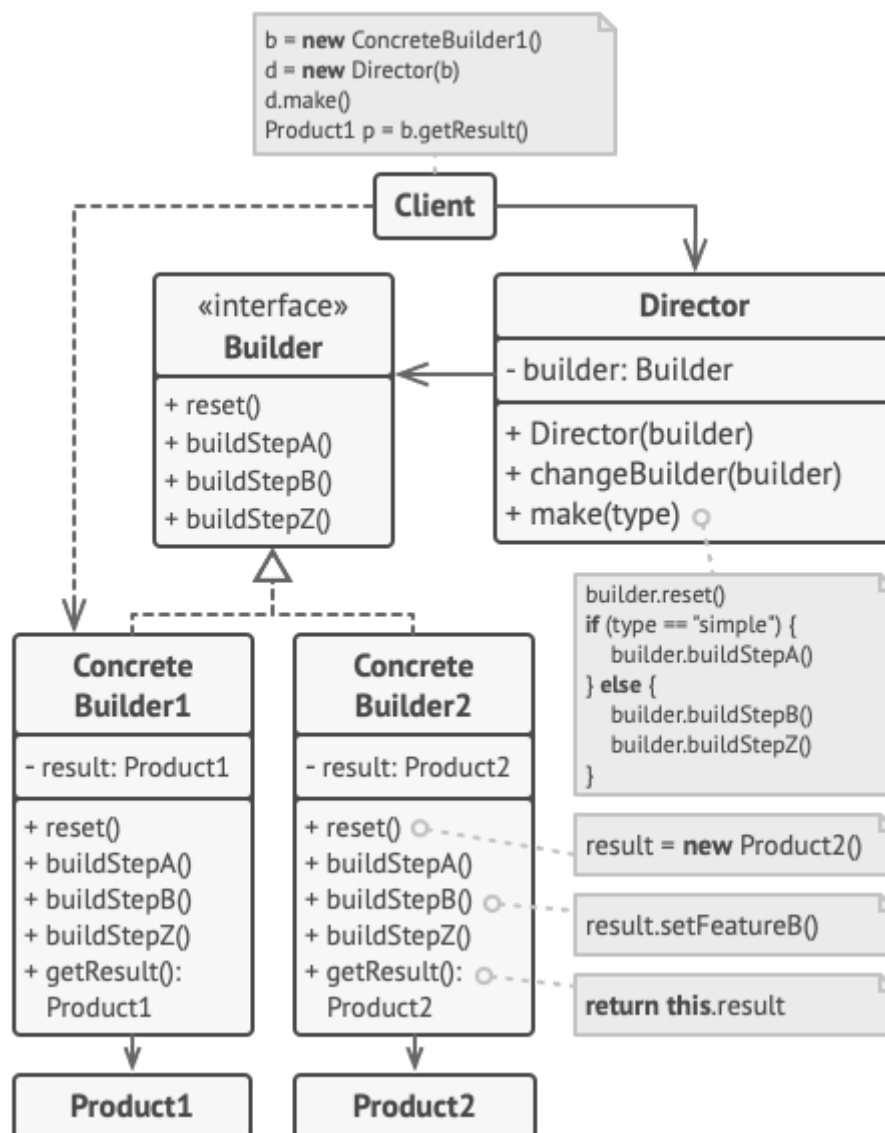 b = new ConcreteBuilder1()
d = new Director(b)
d.make()
Product1 p = b.getResult()
Client
«interface»
Builder
+ reset()
+ buildStepA()
+ buildStepB()
+ buildStepZ()
Director
- builder: Builder
+ Director(builder)
+ changeBuilder(builder)
+ make(type)
builder.reset()
if (type == "simple") {
builder.buildStepA()
} else {
builder.buildStepB()
builder.buildStepZ()
}
Concrete
Builder1
- result: Product1
+ reset()
+ buildStepA()
+ buildStepB()
+ buildStepZ()
+ getResult():
Product1
Concrete
Builder2
- result: Product2
+ reset()
+ buildStepA()
+ buildStepB()
+ buildStepZ()
+ getResult():
Product2
result = new Product2()
result.setFeatureB()
return this.result
Product1
Product2